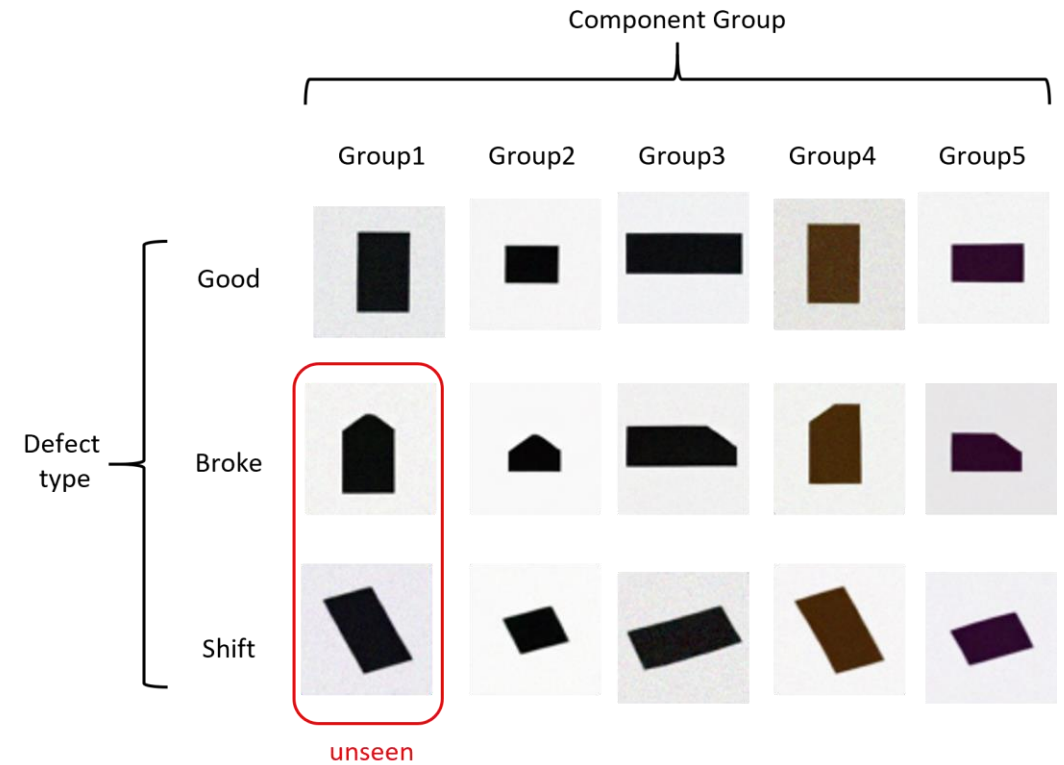 Component Group
Group1 Group2 Group3 Group4 Group5
Good
Defect
type
Broke
Shift
unseen